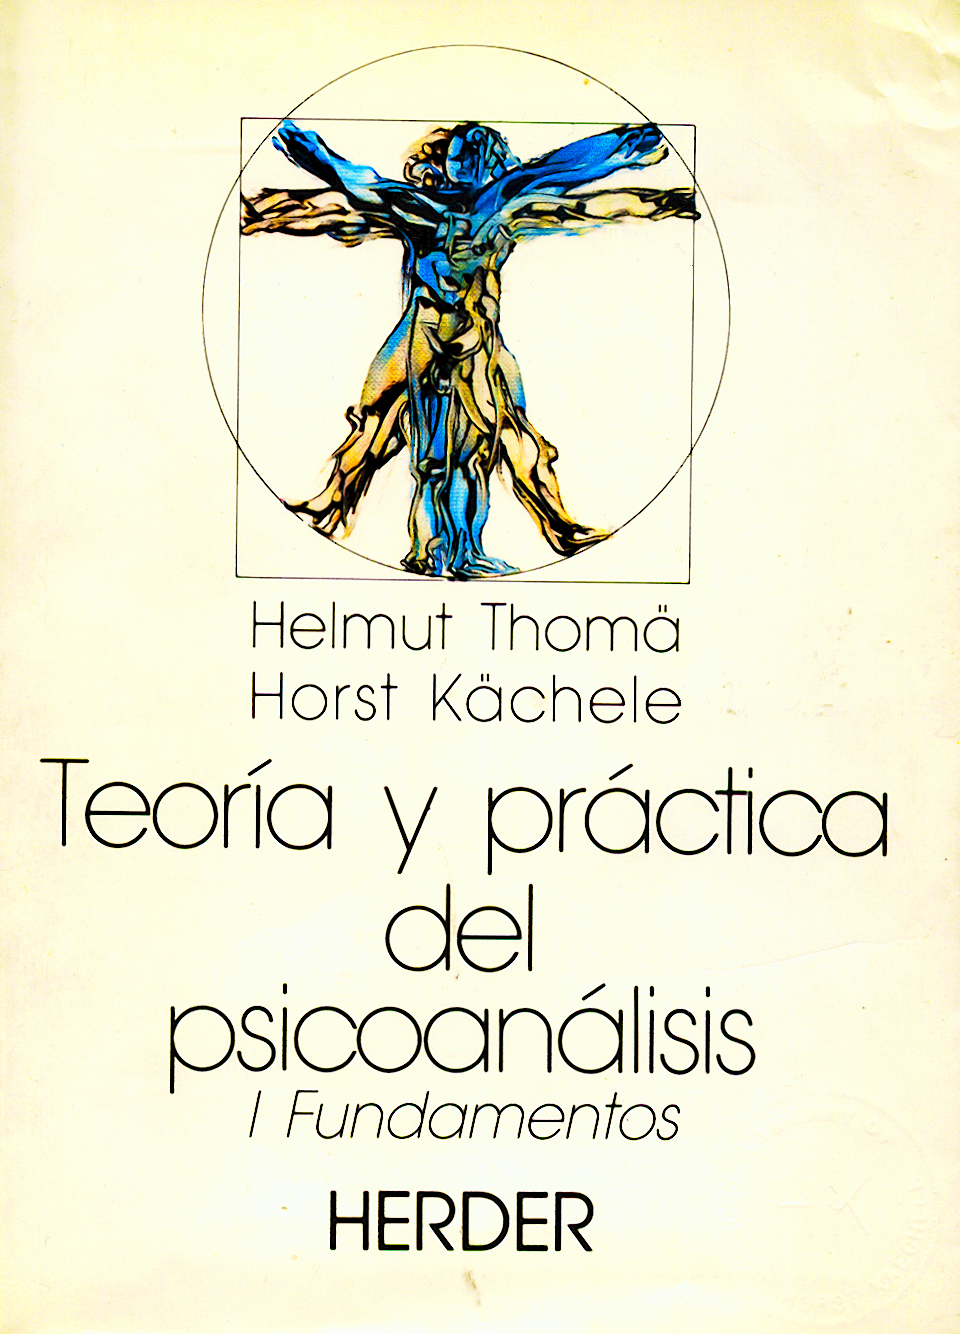 Helmut Thomä
Horst Kächele
Teoría y práctica
del
psicoanálisis
I Fundamentos
HERDER